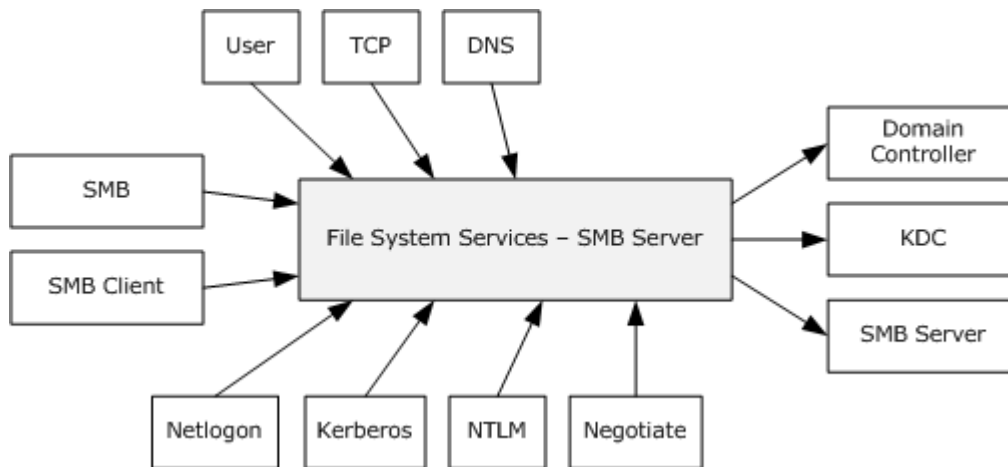 User
TCP
DNS
Domain
Controller
SMB
File System Services – SMB Server
KDC
SMB Client
SMB Server
Netlogon
Kerberos
NTLM
Negotiate